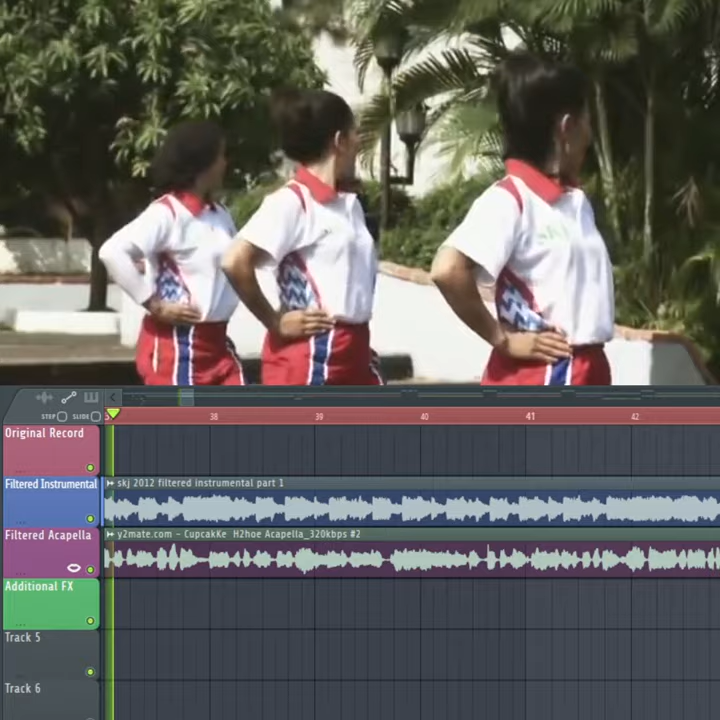 STEP SLIDE
38 39 40 41 42
Original Record
Filtered Instrumental
skj 2012 filtered instrumental part 1
Filtered Acapella
y2mate.com - CupcakKe H2hoe Acapella_320kbps #2
Additional FX
Track 5
Track 6